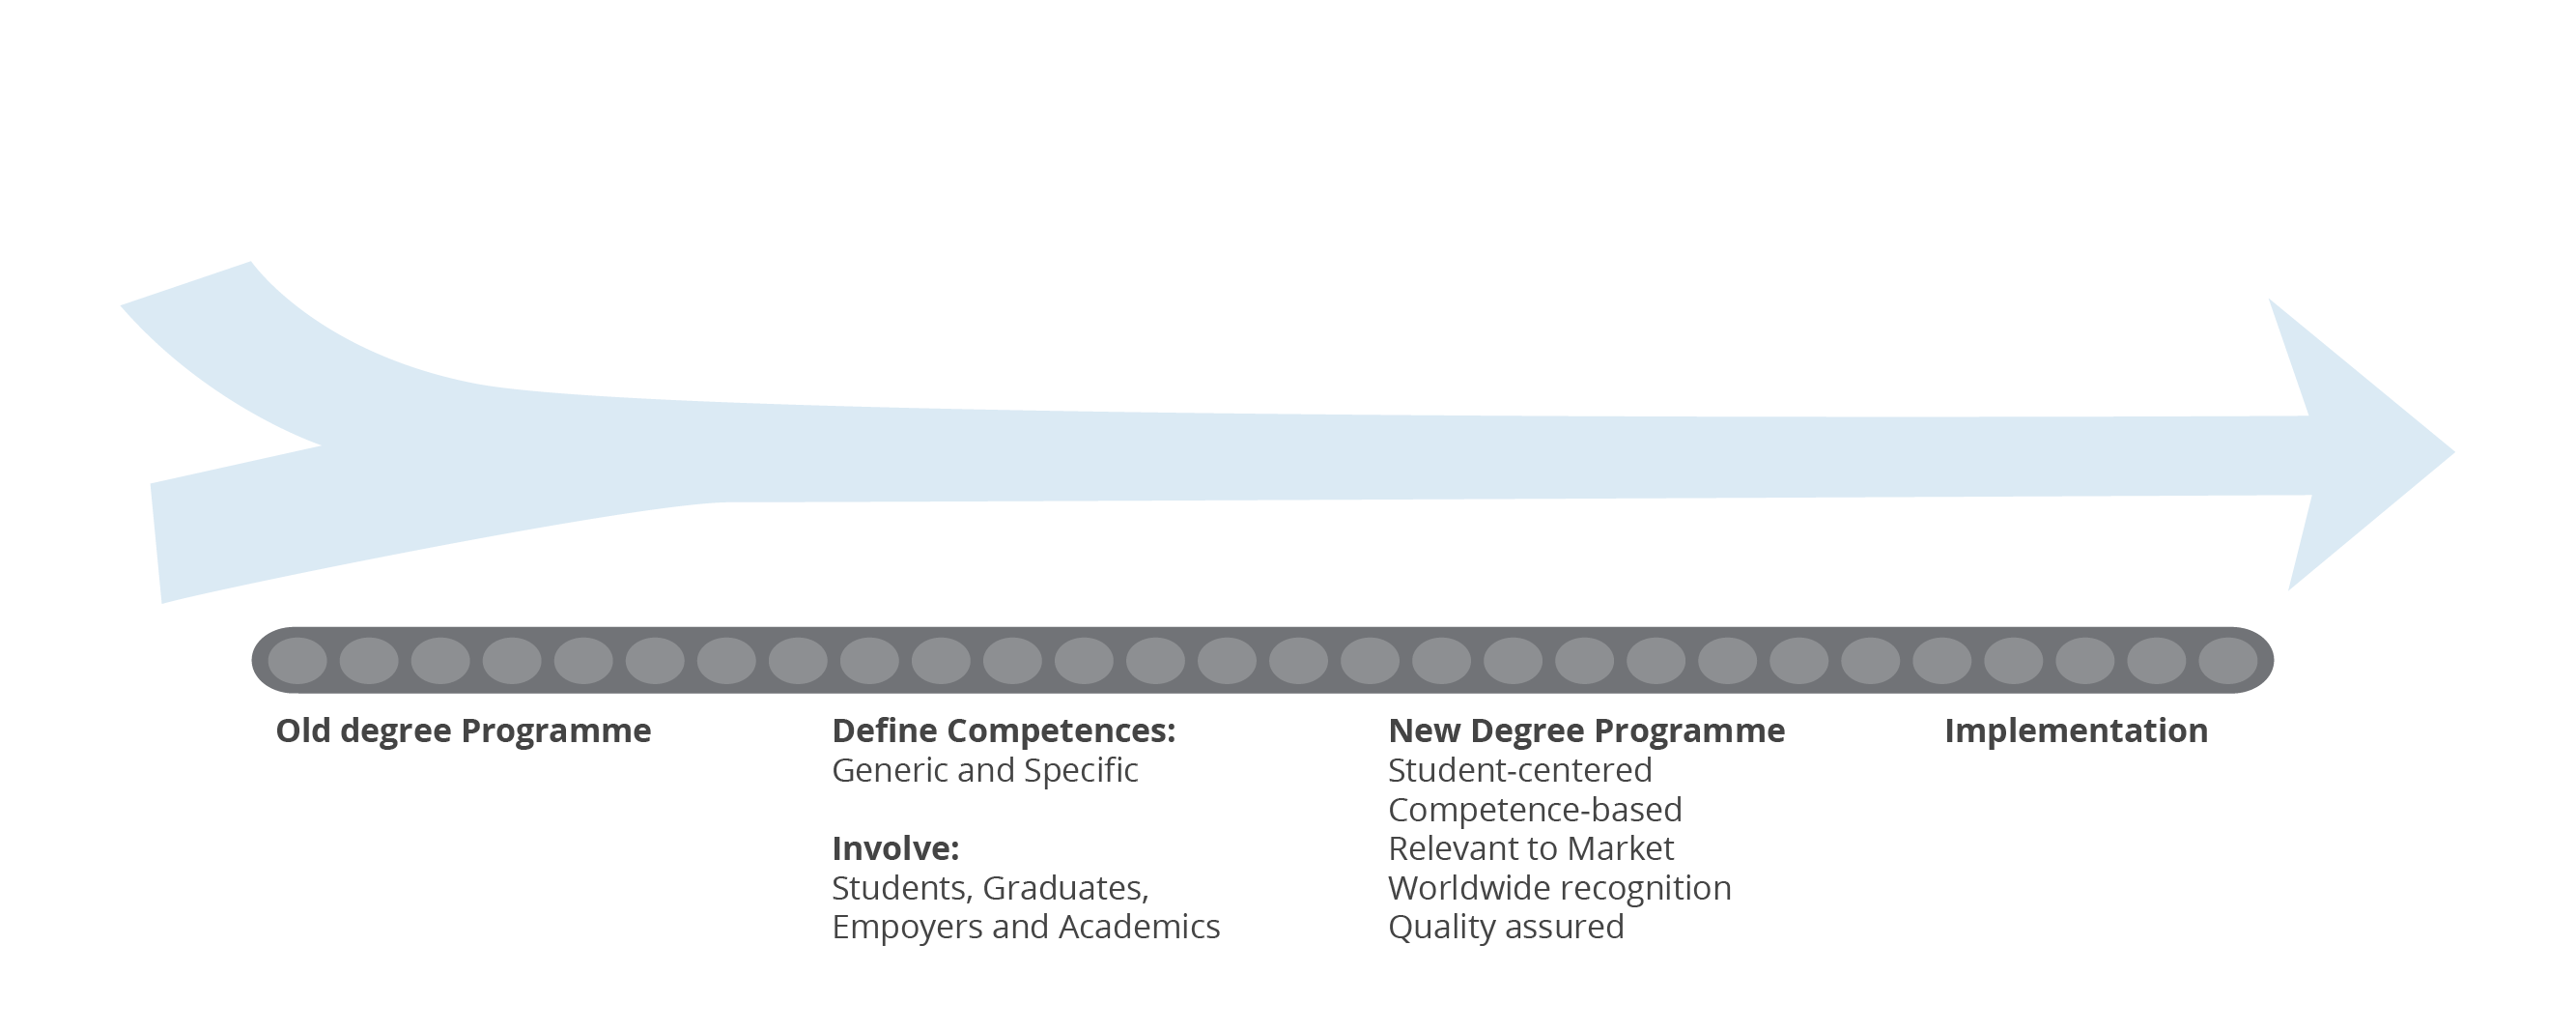 Old degree Programme
Define Competences:
Generic and Specific
Involve:
Students, Graduates,
Empoyers and Academics
New Degree Programme
Student-centered
Competence-based
Relevant to Market
Worldwide recognition
Quality assured
Implementation